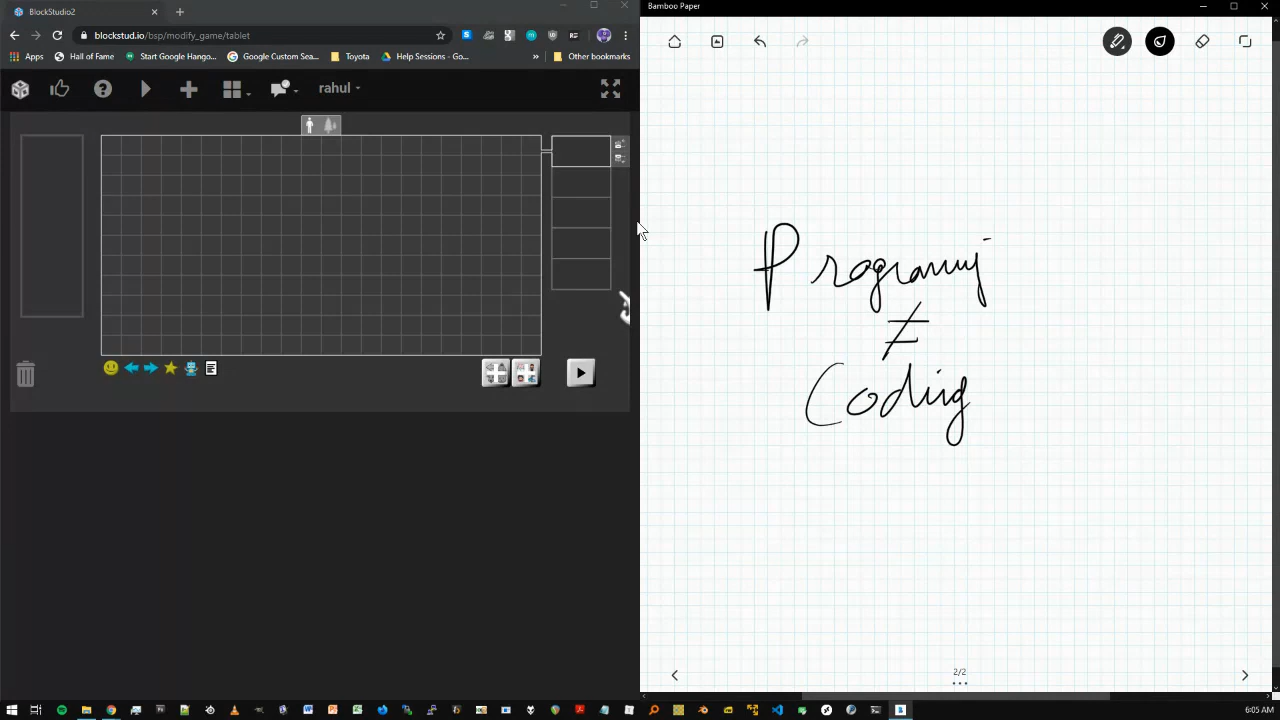 BlockStudio2
Bamboo Paper
blockstud.io/bsp/modify_game/tablet
Apps
Hall of Fame
Start Google Hango...
Google Custom Sea...
Toyota
Help Sessions - Go...
»
Other bookmarks
rahul
Programing
≠
Coding
2/2
6:05 AM